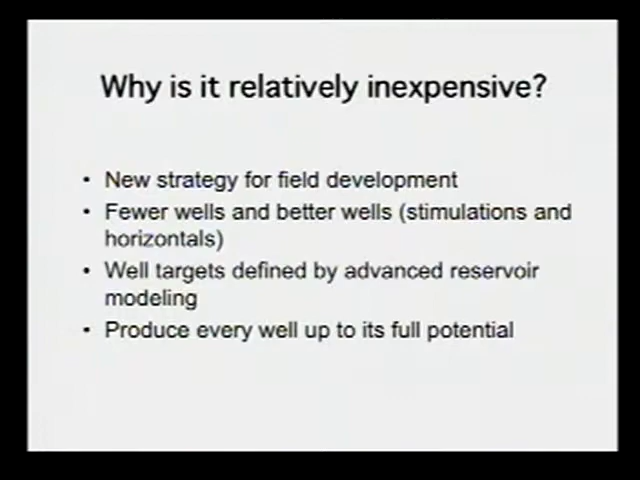 Why is it relatively inexpensive?
• New strategy for field development
• Fewer wells and better wells (stimulations and
horizontals)
• Well targets defined by advanced reservoir
modeling
• Produce every well up to its full potential